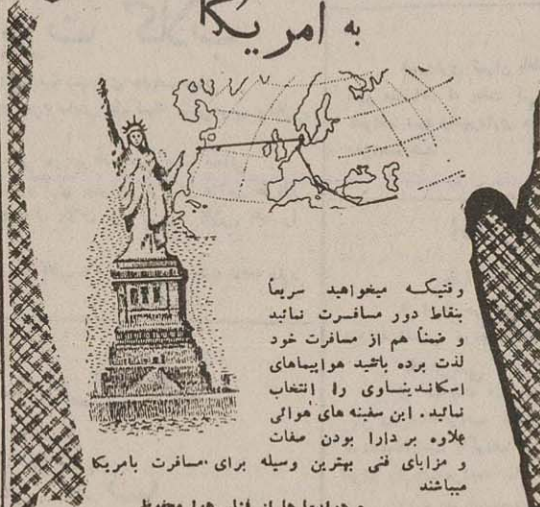 به امریکا
وقتیکه میخواهید سریعاً
بنقاط دور مسافرت نمائید
و ضمناً هم از مسافرت خود
لذت برده باشید هواپیماهای
اسکاندیناوی را انتخاب
نمائید. این سفینه های هوائی
علاوه بر دارا بودن صفات
و مزایای فنی بهترین وسیله برای مسافرت بامریکا
میباشند